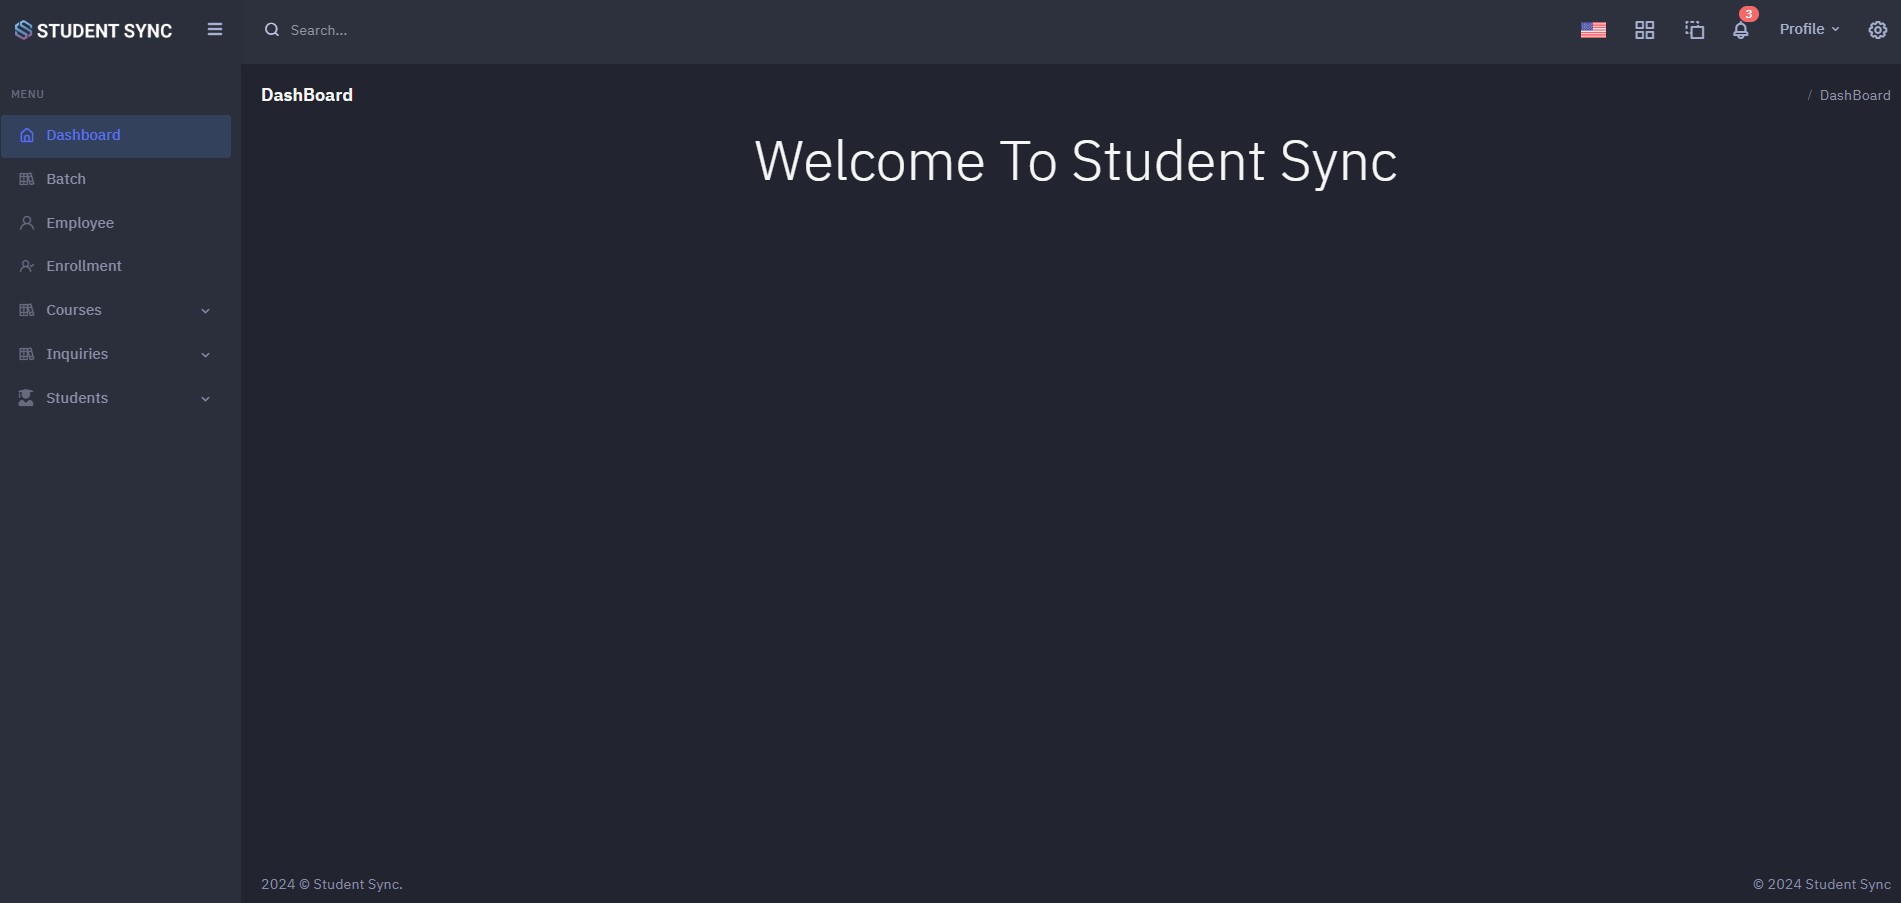 STUDENT SYNC
Search...
3
Profile
MENU
Dashboard
Batch
Employee
Enrollment
Courses
Inquiries
Students
DashBoard
/ DashBoard
Welcome To Student Sync
2024 © Student Sync.
© 2024 Student Sync